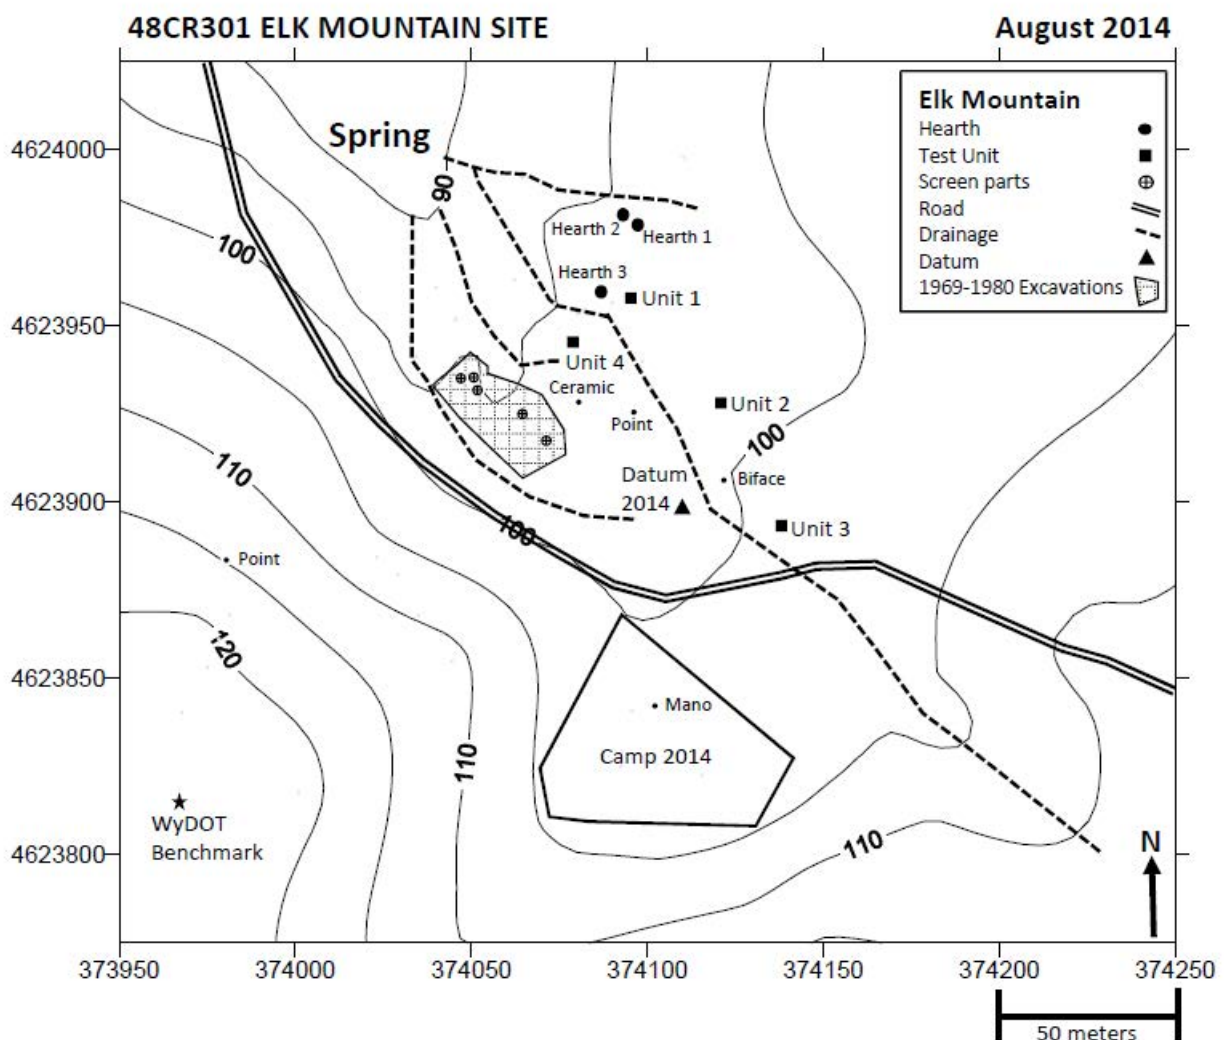 48CR301 ELK MOUNTAIN SITE
August 2014
Elk Mountain
Hearth
Test Unit
Screen parts
Road
Drainage
Datum
1969-1980 Excavations
4624000
Spring
90
Hearth 2
Hearth 1
100
Hearth 3
Unit 1
4623950
Unit 4
Ceramic
Unit 2
Point
100
110
Datum
2014
Biface
4623900
100
Unit 3
Point
120
4623850
Mano
Camp 2014
110
WyDOT
Benchmark
110
N
4623800
373950
374000
374050
374100
374150
374200
374250
50 meters